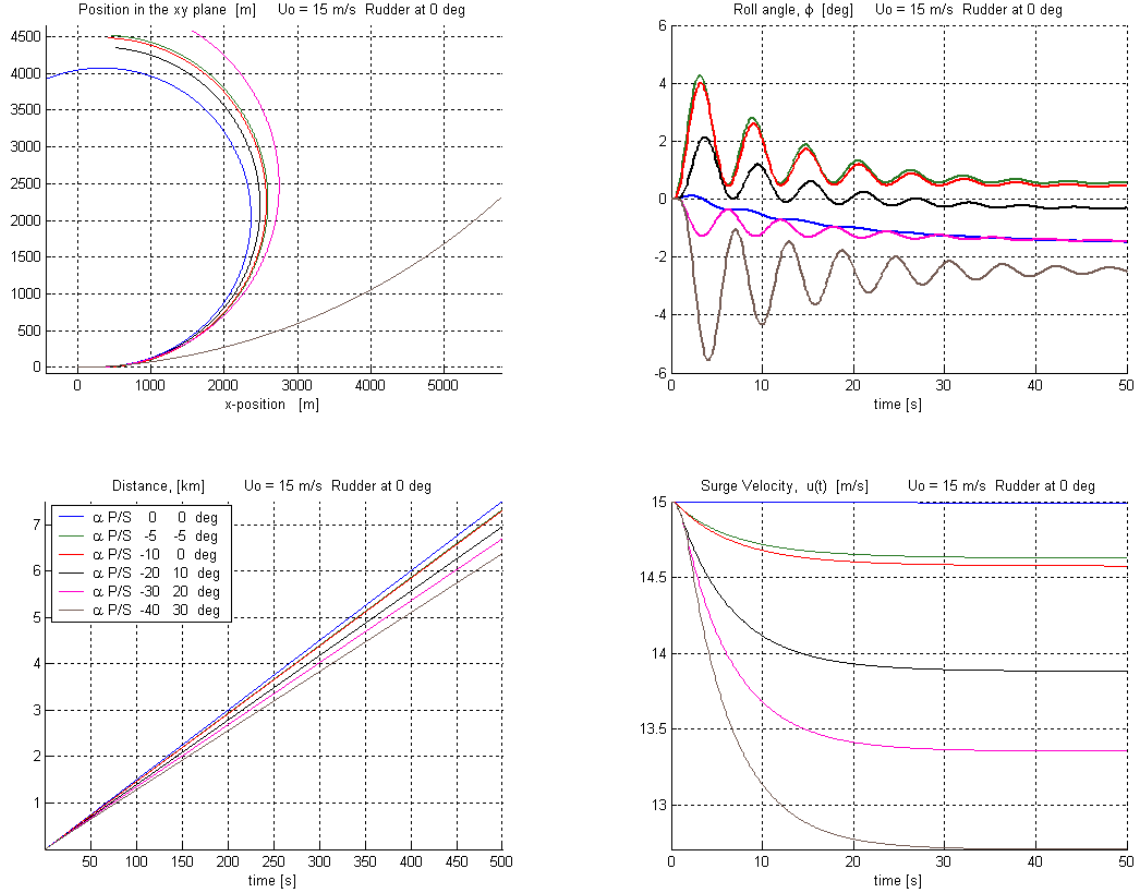 Position in the xy plane [m] Uo = 15 m/s Rudder at 0 deg
4500
4000
3500
3000
2500
2000
1500
1000
500
0
0 1000 2000 3000 4000 5000
x-position [m]
Roll angle, ϕ [deg] Uo = 15 m/s Rudder at 0 deg
6
4
2
0
-2
-4
-6
0 10 20 30 40 50
time [s]
Distance, [km] Uo = 15 m/s Rudder at 0 deg
α P/S 0 0 deg
α P/S -5 -5 deg
α P/S -10 0 deg
α P/S -20 10 deg
α P/S -30 20 deg
α P/S -40 30 deg
7
6
5
4
3
2
1
50 100 150 200 250 300 350 400 450 500
time [s]
Surge Velocity, u(t) [m/s] Uo = 15 m/s Rudder at 0 deg
15
14.5
14
13.5
13
0 10 20 30 40 50
time [s]